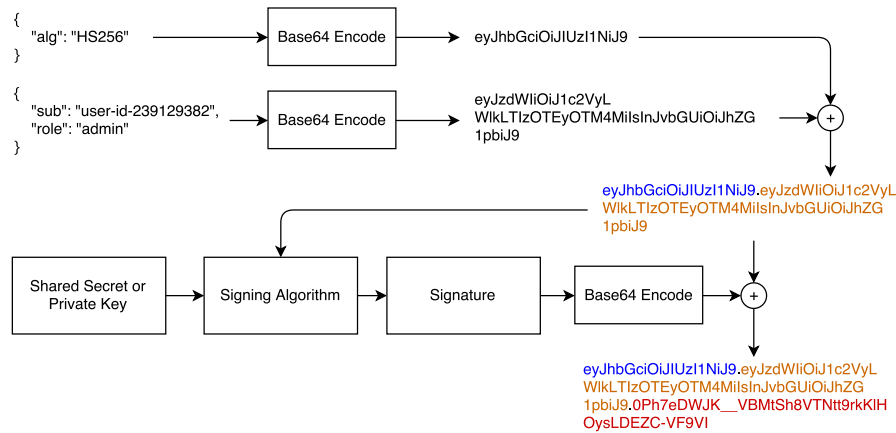 {
"alg": "HS256"
}
Base64 Encode
eyJhbGciOiJIUzI1NiJ9
{
"sub": "user-id-239129382",
"role": "admin"
}
Base64 Encode
eyJzdWIiOiJ1c2VyL
WlkLTIzOTEyOTM4MiIsInJvbGUiOiJhZG
1pbiJ9
+
eyJhbGciOiJIUzI1NiJ9.eyJzdWIiOiJ1c2VyL
WlkLTIzOTEyOTM4MiIsInJvbGUiOiJhZG
1pbiJ9
Shared Secret or
Private Key
Signing Algorithm
Signature
Base64 Encode
+
eyJhbGciOiJIUzI1NiJ9.eyJzdWIiOiJ1c2VyL
WlkLTIzOTEyOTM4MiIsInJvbGUiOiJhZG
1pbiJ9.0Ph7eDWJK__VBMtSh8VTNtt9rkKlH
OysLDEZC-VF9VI